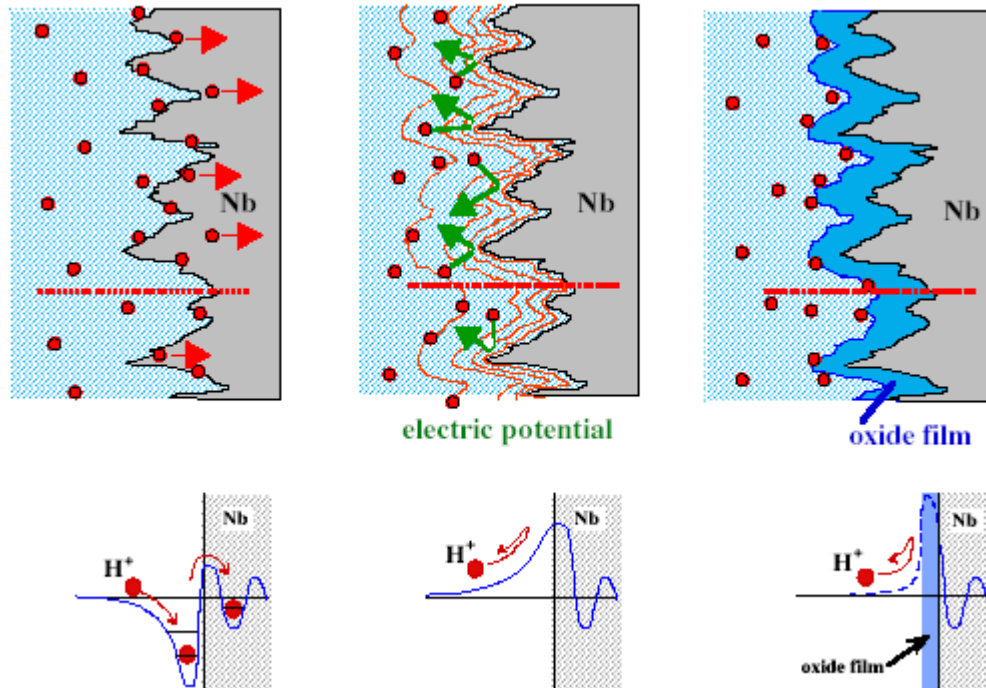 Nb
Nb
Nb
electric potential
oxide film
Nb
H+
Nb
H+
Nb
H+
oxide film